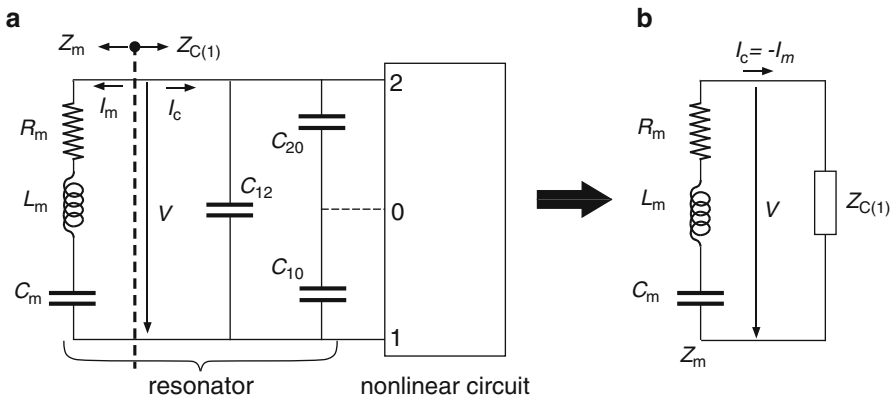 a
Z_m
Z_C(1)
I_m
I_c
2
R_m
C_20
L_m
V
C_12
0
C_10
C_m
1
resonator
nonlinear circuit
b
I_c= -I_m
R_m
L_m
V
Z_C(1)
C_m
Z_m